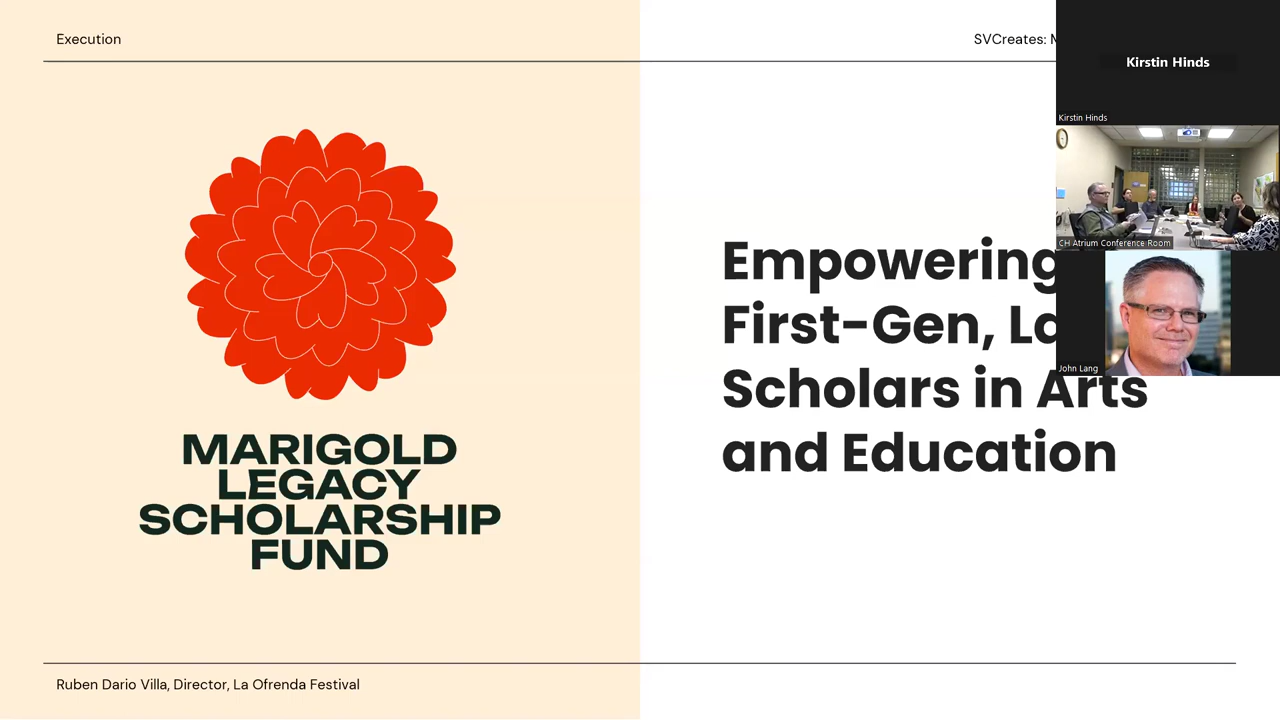 Execution
SVCreates:
Kirstin Hinds
Kirstin Hinds
CH Atrium Conference Room
John Lang
Empowering
First-Gen,
Scholars in Arts
and Education
MARIGOLD
LEGACY
SCHOLARSHIP
FUND
Ruben Dario Villa, Director, La Ofrenda Festival